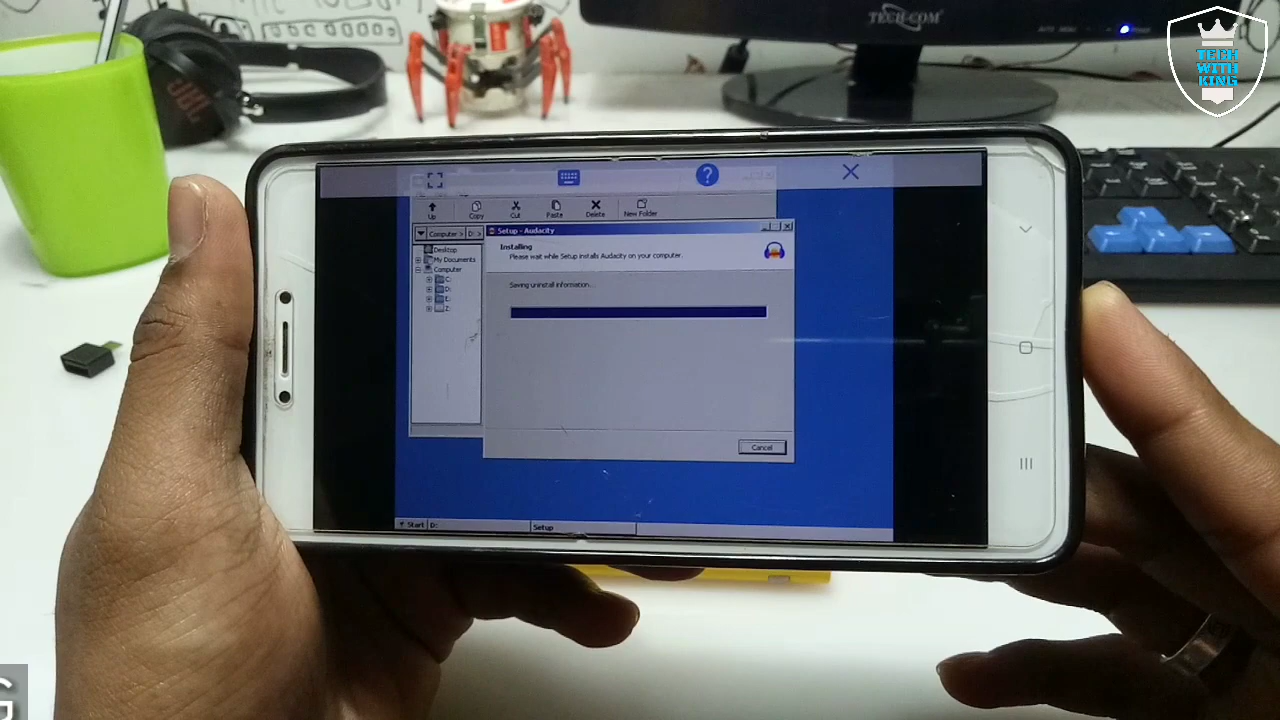 TECH-COM
TECH
WITH
KING
JBL
?
Up
Copy
Cut
Paste
Delete
New Folder
Computer >
D: >
Setup - Audacity
Installing
Please wait while Setup installs Audacity on your computer.
Desktop
My Documents
Computer
C:
D:
E:
Z:
Saving uninstall information...
Cancel
Start
D:
Setup
G